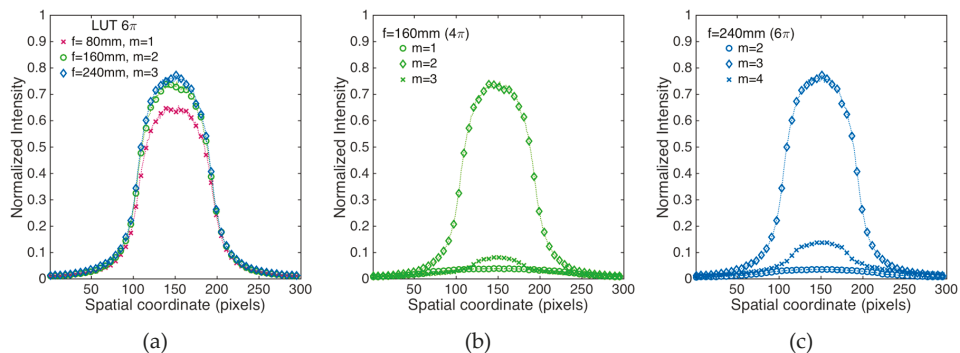 LUT 6π
f= 80mm, m=1
f=160mm, m=2
f=240mm, m=3
Normalized Intensity
1
0.9
0.8
0.7
0.6
0.5
0.4
0.3
0.2
0.1
0
50 100 150 200 250 300
Spatial coordinate (pixels)
(a)
f=160mm (4π)
m=1
m=2
m=3
Normalized Intensity
1
0.9
0.8
0.7
0.6
0.5
0.4
0.3
0.2
0.1
0
50 100 150 200 250 300
Spatial coordinate (pixels)
(b)
f=240mm (6π)
m=2
m=3
m=4
Normalized Intensity
1
0.9
0.8
0.7
0.6
0.5
0.4
0.3
0.2
0.1
0
50 100 150 200 250 300
Spatial coordinate (pixels)
(c)